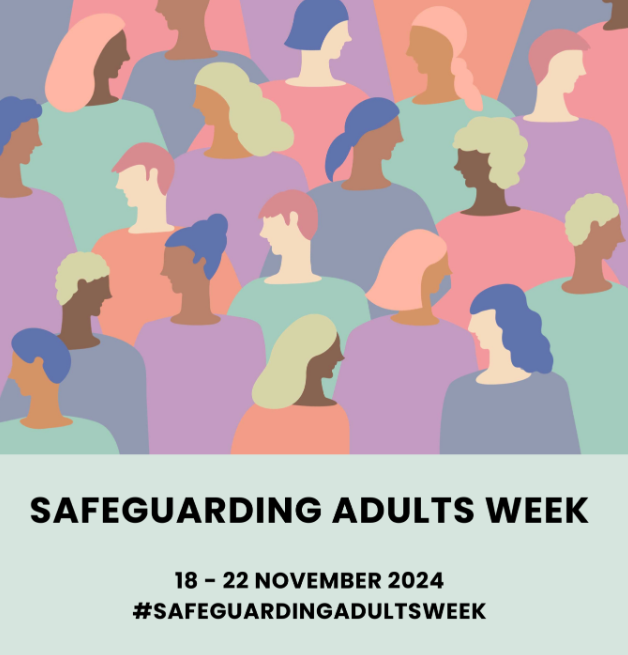 SAFEGUARDING ADULTS WEEK
18 - 22 NOVEMBER 2024
#SAFEGUARDINGADULTSWEEK